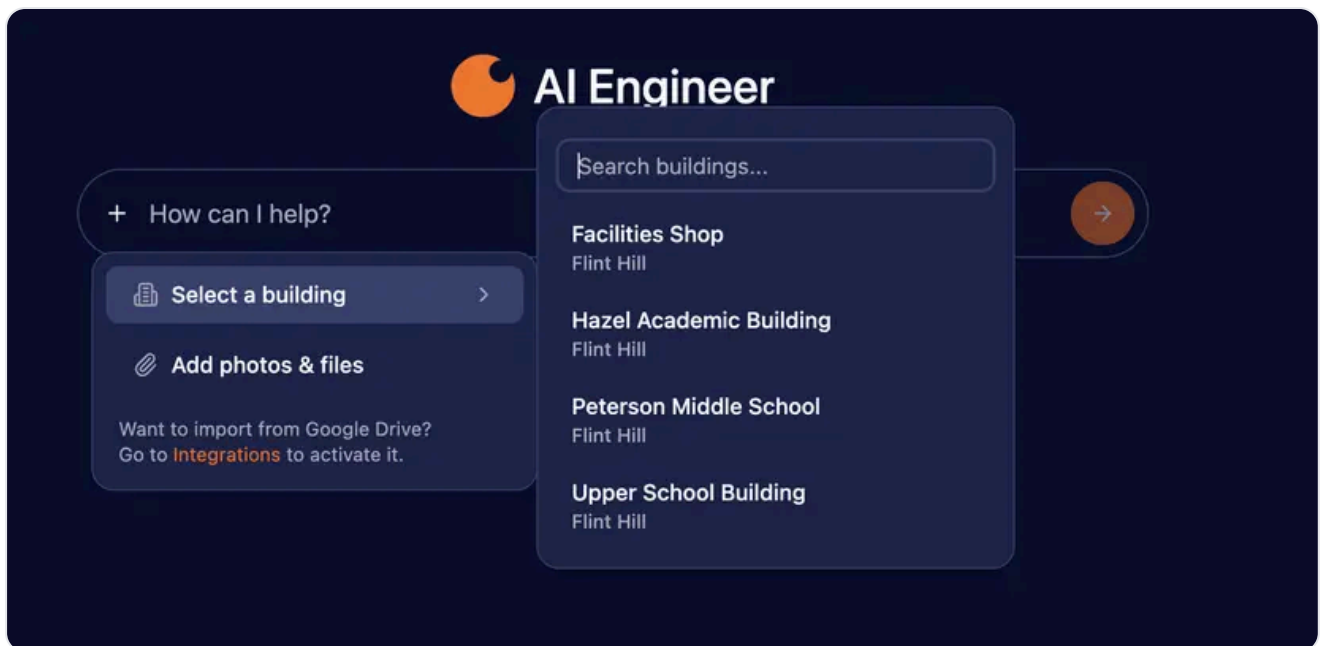 AI Engineer
How can I help?
Select a building
Add photos & files
Want to import from Google Drive?
Go to Integrations to activate it.
Search buildings...
Facilities Shop
Flint Hill
Hazel Academic Building
Flint Hill
Peterson Middle School
Flint Hill
Upper School Building
Flint Hill